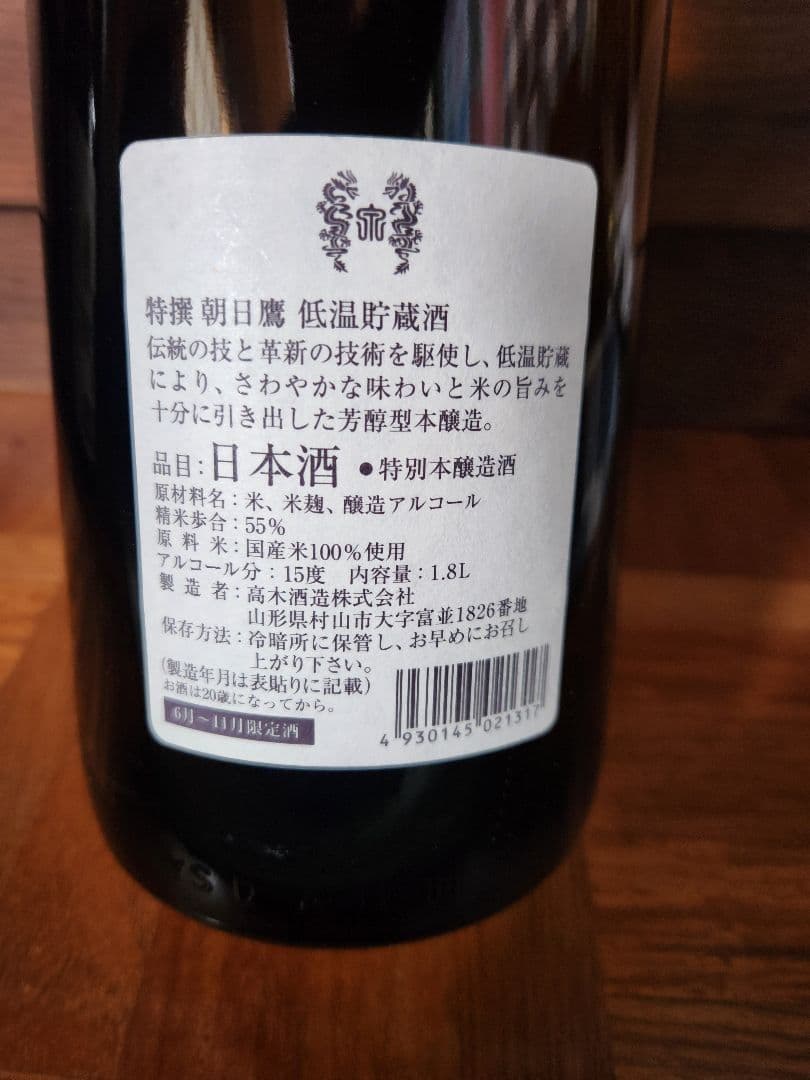 特撰 朝日鷹 低温貯蔵酒
伝統の技と革新の技術を駆使し、低温貯蔵
により、さわやかな味わいと米の旨みを
十分に引き出した芳醇型本醸造。
品目：日本酒 ●特別本醸造酒
原材料名：米、米麹、醸造アルコール
精米歩合：55%
原料米：国産米100%使用
アルコール分：15度 内容量：1.8L
製造者：高木酒造株式会社
山形県村山市大字富並1826番地
保存方法：冷暗所に保管し、お早めにお召し
上がり下さい。
(製造年月は表貼りに記載)
お酒は20歳になってから。
6月～11月限定酒
4 930145 021317